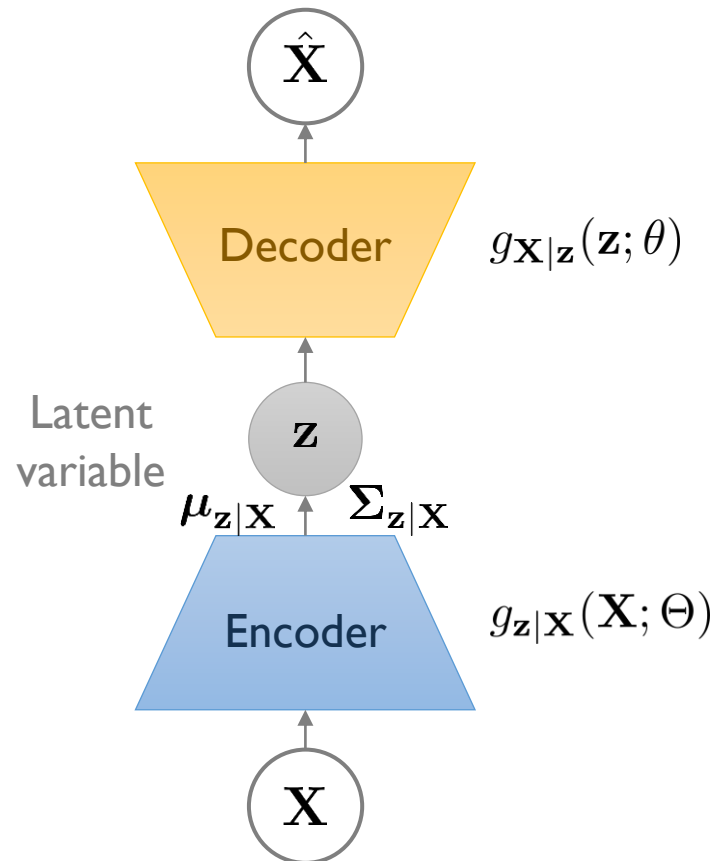 X̂
Decoder
g_{X|z}(z; θ)
Latent
variable
z
μ_{z|X}
Σ_{z|X}
Encoder
g_{z|X}(X; Θ)
X